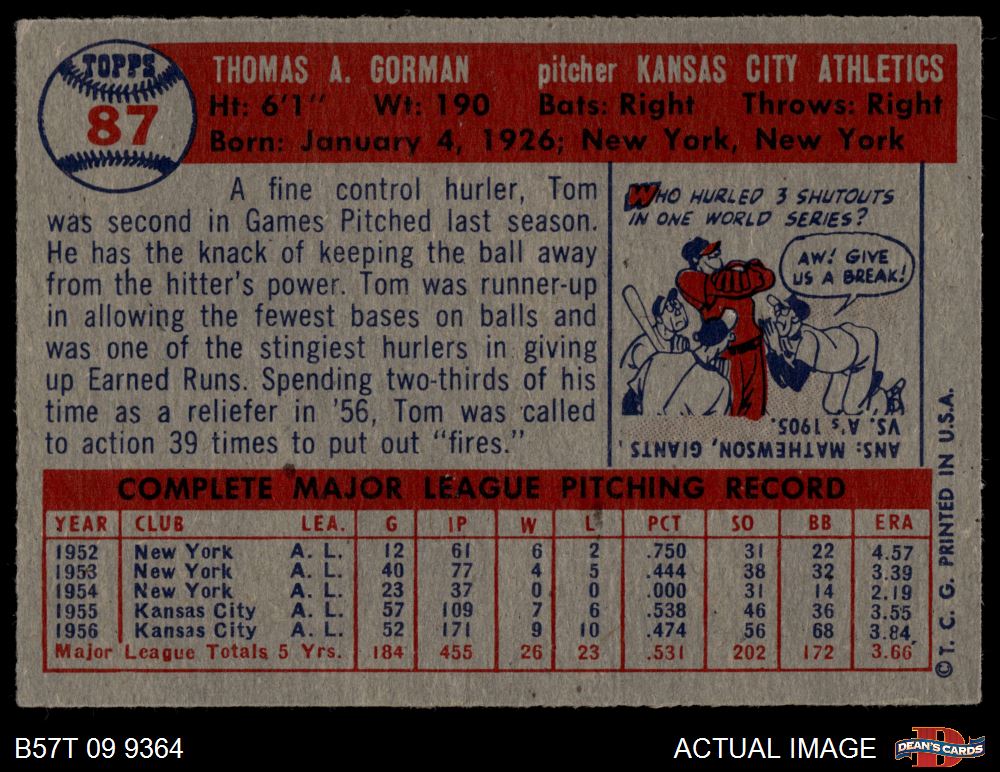 TOPPS
87
THOMAS A. GORMAN pitcher KANSAS CITY ATHLETICS
Ht: 6'1" Wt: 190 Bats: Right Throws: Right
Born: January 4, 1926; New York, New York
A fine control hurler, Tom
was second in Games Pitched last season.
He has the knack of keeping the ball away
from the hitter's power. Tom was runner-up
in allowing the fewest bases on balls and
was one of the stingiest hurlers in giving
up Earned Runs. Spending two-thirds of his
time as a reliefer in '56, Tom was called
to action 39 times to put out "fires."
WHO HURLED 3 SHUTOUTS
IN ONE WORLD SERIES?
AW! GIVE
US A BREAK!
ANS: MATHEWSON, GIANTS,
VS. A's 1905.
COMPLETE MAJOR LEAGUE PITCHING RECORD
YEAR CLUB LEA. G IP W L PCT SO BB ERA
1952 New York A. L. 12 61 6 2 .750 31 22 4.57
1953 New York A. L. 40 77 4 5 .444 38 32 3.39
1954 New York A. L. 23 37 0 0 .000 31 14 2.19
1955 Kansas City A. L. 57 109 7 6 .538 46 36 3.55
1956 Kansas City A. L. 52 171 9 10 .474 56 68 3.84
Major League Totals 5 Yrs. 184 455 26 23 .531 202 172 3.66
© T. C. G. PRINTED IN U.S.A.
B57T 09 9364 ACTUAL IMAGE DEAN'S CARDS